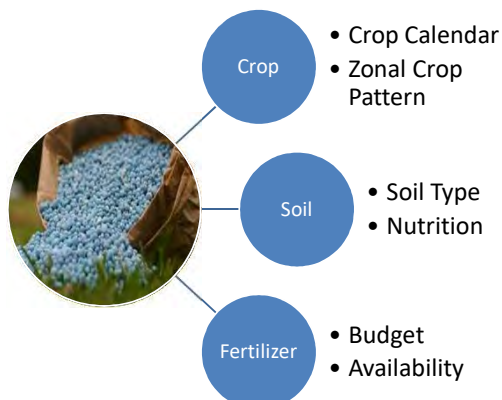 Crop
• Crop Calendar
• Zonal Crop
Pattern
Soil
• Soil Type
• Nutrition
Fertilizer
• Budget
• Availability